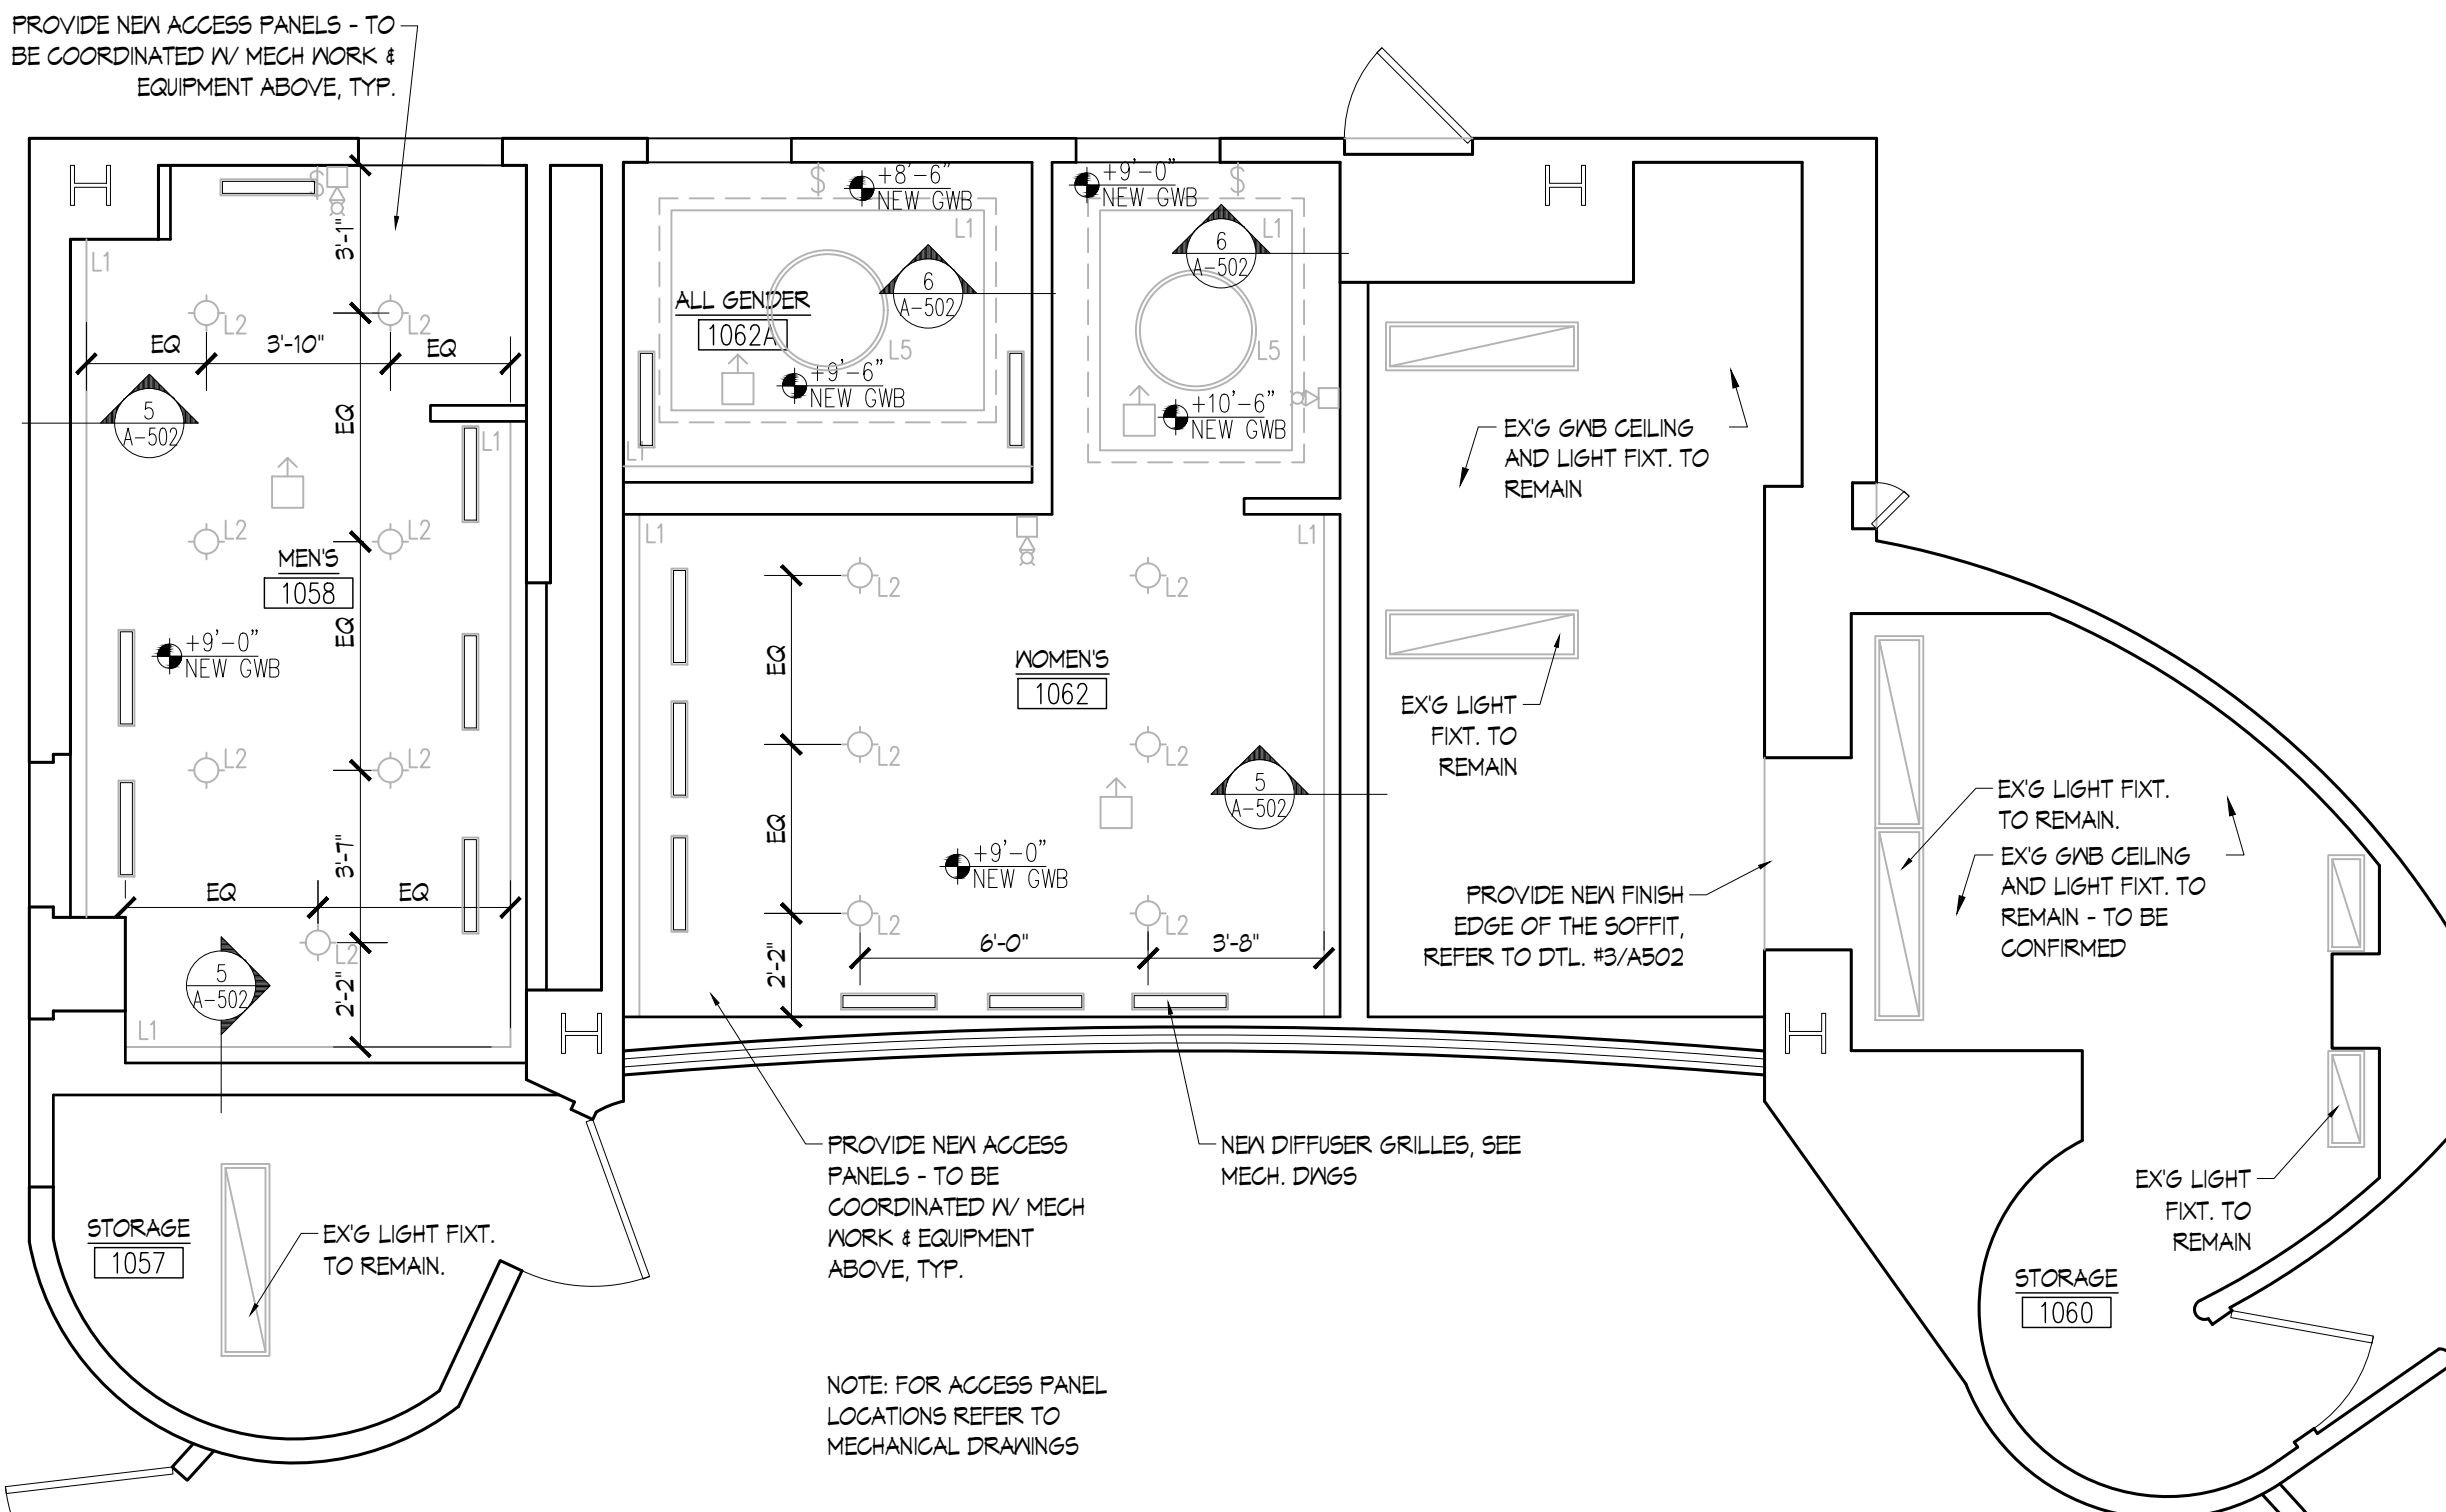 PROVIDE NEW ACCESS PANELS - TO
BE COORDINATED W/ MECH WORK &
EQUIPMENT ABOVE, TYP.
$
3'-1"
L1
L2
L2
EQ
3'-10"
EQ
5
A-502
EQ
L1
L2
L2
MEN'S
1058
EQ
+9'-0"
NEW GWB
L2
L2
3'-7"
EQ
EQ
L2
5
A-502
2'-2"
L1
$
+8'-6"
NEW GWB
L1
6
A-502
ALL GENDER
1062A
L5
+9'-6"
NEW GWB
L1
+9'-0"
NEW GWB
$
L1
6
A-502
L5
+10'-6"
NEW GWB
L1
L1
L2
L2
EQ
WOMEN'S
1062
L2
L2
5
A-502
EQ
+9'-0"
NEW GWB
L2
L2
6'-0"
3'-8"
2'-2"
EX'G GWB CEILING
AND LIGHT FIXT. TO
REMAIN
EX'G LIGHT
FIXT. TO
REMAIN
PROVIDE NEW FINISH
EDGE OF THE SOFFIT,
REFER TO DTL. #3/A502
EX'G LIGHT FIXT.
TO REMAIN.
EX'G GWB CEILING
AND LIGHT FIXT. TO
REMAIN - TO BE
CONFIRMED
PROVIDE NEW ACCESS
PANELS - TO BE
COORDINATED W/ MECH
WORK & EQUIPMENT
ABOVE, TYP.
NEW DIFFUSER GRILLES, SEE
MECH. DWGS
EX'G LIGHT
FIXT. TO
REMAIN
STORAGE
1057
EX'G LIGHT FIXT.
TO REMAIN.
STORAGE
1060
NOTE: FOR ACCESS PANEL
LOCATIONS REFER TO
MECHANICAL DRAWINGS